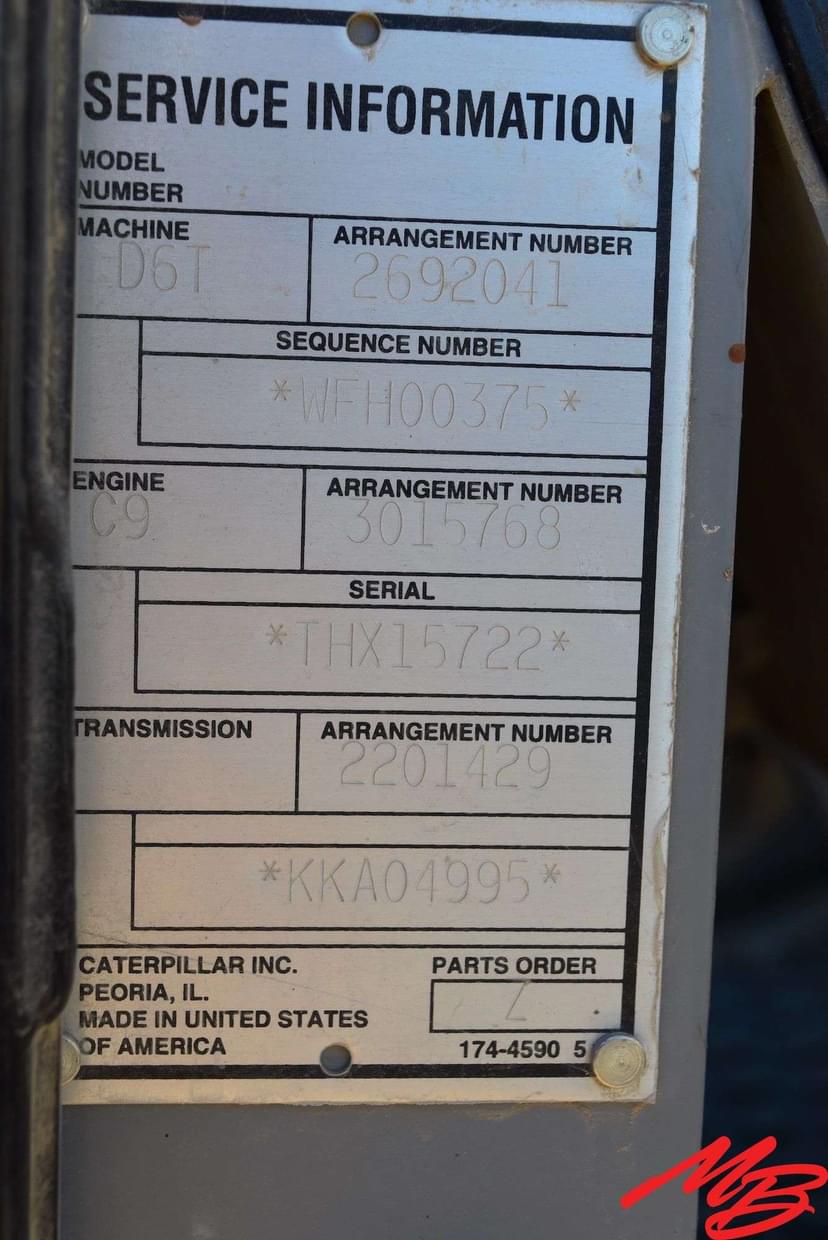 SERVICE INFORMATION
MODEL
NUMBER
MACHINE ARRANGEMENT NUMBER
D6T 2692041
SEQUENCE NUMBER
*WFH00375*
ENGINE ARRANGEMENT NUMBER
C9 3015768
SERIAL
*THX15722*
TRANSMISSION ARRANGEMENT NUMBER
2201429
*KKA04995*
CATERPILLAR INC. PARTS ORDER
PEORIA, IL. Z
MADE IN UNITED STATES
OF AMERICA 174-4590 5
MB